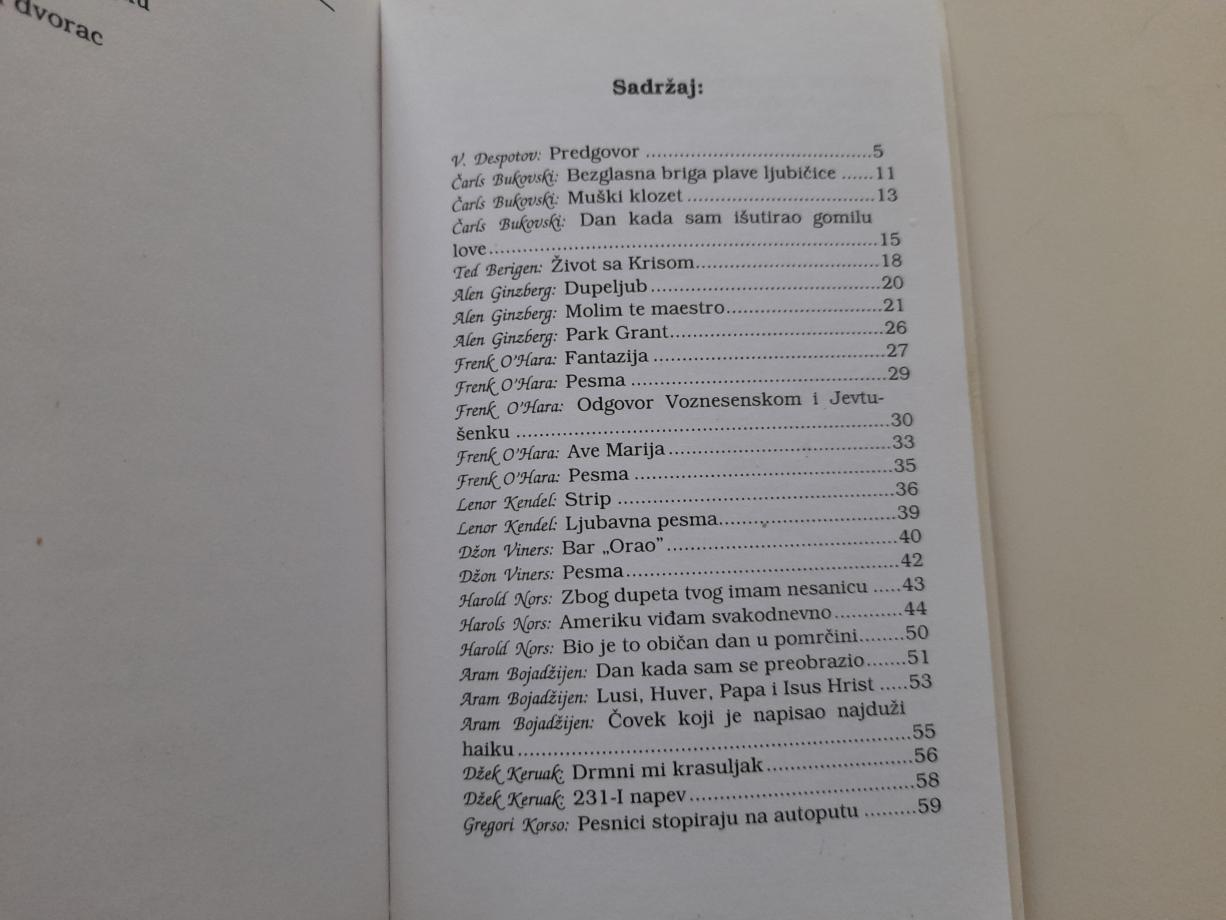 dvorac
Sadržaj:
V. Despotov: Predgovor ..........................................5
Čarls Bukovski: Bezglasna briga plave ljubičice ......11
Čarls Bukovski: Muški klozet ...................................13
Čarls Bukovski: Dan kada sam išutirao gomilu
love.........................................................................15
Ted Berigen: Život sa Krisom...................................18
Alen Ginzberg: Dupeljub ...........................................20
Alen Ginzberg: Molim te maestro.............................21
Alen Ginzberg: Park Grant........................................26
Frenk O'Hara: Fantazija ...........................................27
Frenk O'Hara: Pesma ................................................29
Frenk O'Hara: Odgovor Voznesenskom i Jevtu-
šenku ......................................................................30
Frenk O'Hara: Ave Marija .........................................33
Frenk O'Hara: Pesma ................................................35
Lenor Kendel: Strip ...................................................36
Lenor Kendel: Ljubavna pesma.................................39
Džon Viners: Bar „Orao” ...........................................40
Džon Viners: Pesma...................................................42
Harold Nors: Zbog dupeta tvog imam nesanicu .....43
Harols Nors: Ameriku viđam svakodnevno............44
Harold Nors: Bio je to običan dan u pomrčini........50
Aram Bojadžijen: Dan kada sam se preobrazio.......51
Aram Bojadžijen: Lusi, Huver, Papa i Isus Hrist .....53
Aram Bojadžijen: Čovek koji je napisao najduži
haiku .......................................................................55
Džek Keruak: Drmni mi krasuljak ...........................56
Džek Keruak: 231-I napev.........................................58
Gregori Korso: Pesnici stopiraju na autoputu .........59